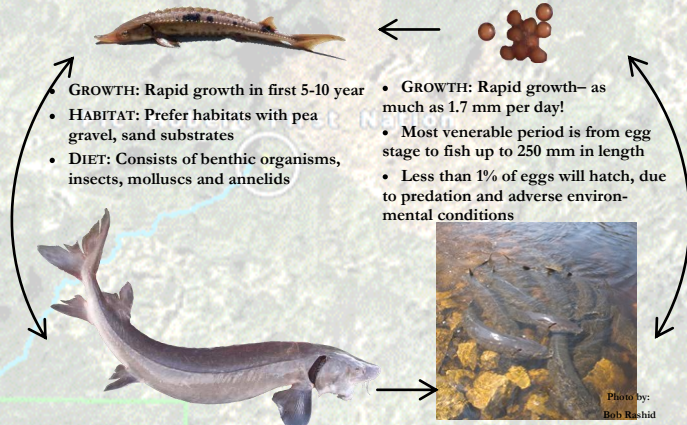 • GROWTH: Rapid growth in first 5-10 year
• HABITAT: Prefer habitats with pea
gravel, sand substrates
• DIET: Consists of benthic organisms,
insects, molluscs and annelids
• GROWTH: Rapid growth– as
much as 1.7 mm per day!
• Most venerable period is from egg
stage to fish up to 250 mm in length
• Less than 1% of eggs will hatch, due
to predation and adverse environ-
mental conditions
Nation
Photo by:
Bob Rashid